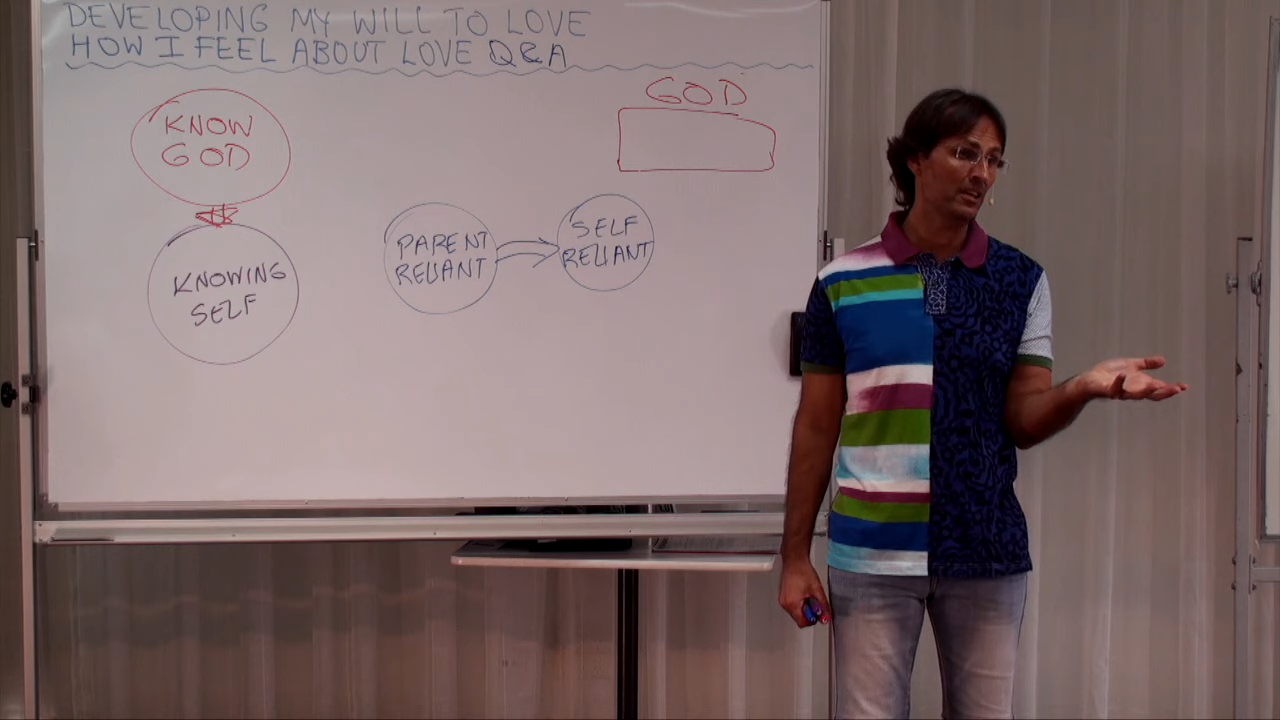 DEVELOPING MY WILL TO LOVE
HOW I FEEL ABOUT LOVE Q&A
GOD
KNOW
GOD
PARENT
RELIANT
SELF
RELIANT
KNOWING
SELF